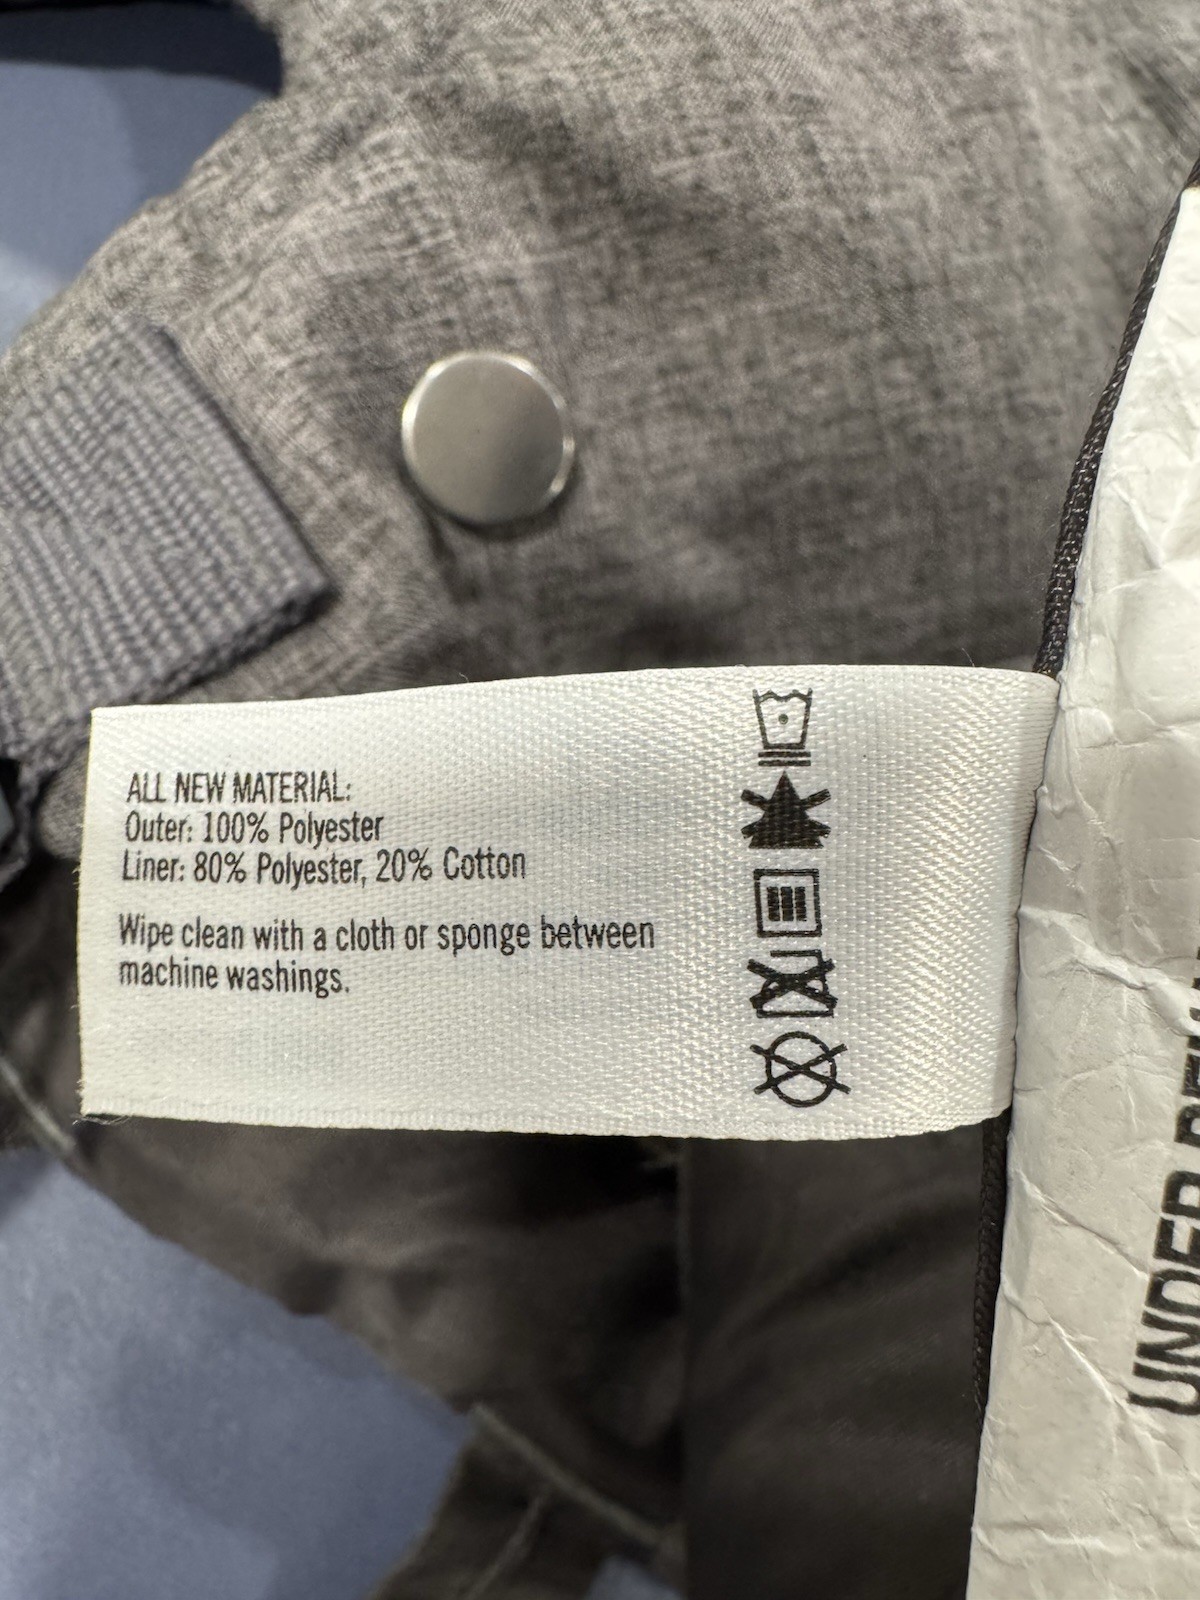 ALL NEW MATERIAL:
Outer: 100% Polyester
Liner: 80% Polyester, 20% Cotton
Wipe clean with a cloth or sponge between
machine washings.
UNDER